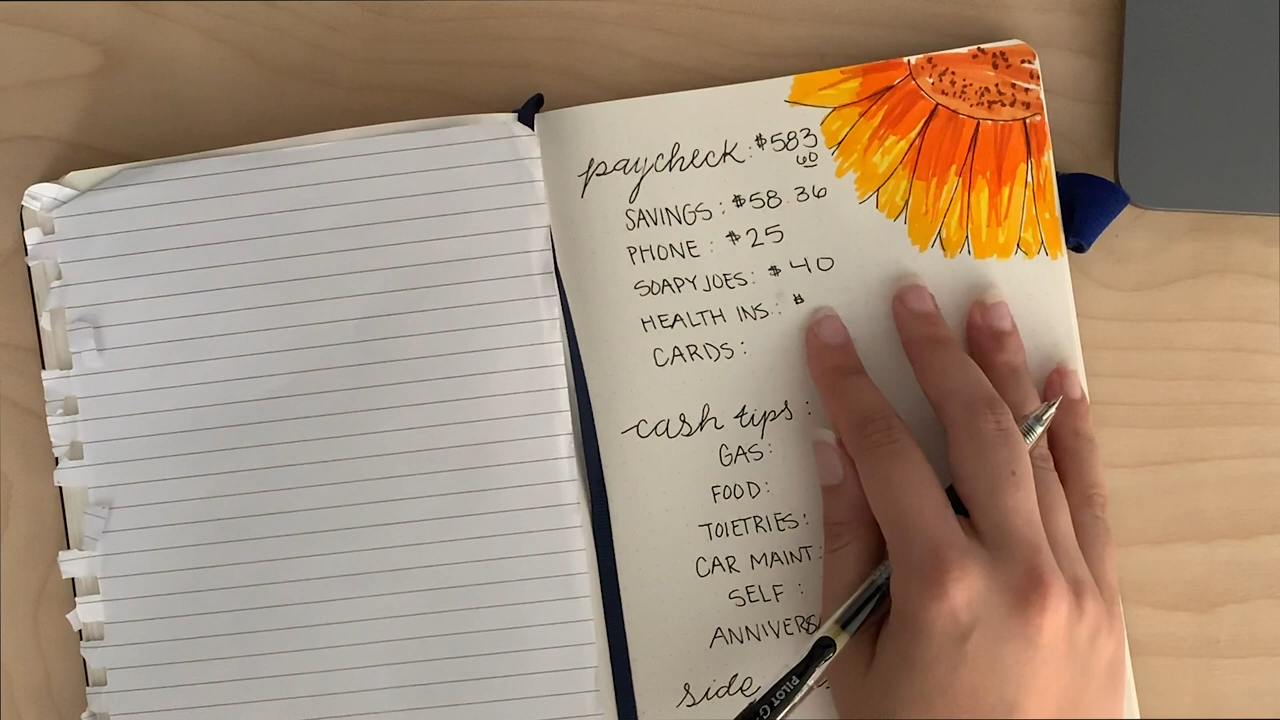 paycheck: $583
60
SAVINGS: $58.36
PHONE: $25
SOAPY JOES: $40
HEALTH INS.: $
CARDS:
cash tips:
GAS:
FOOD:
TOIETRIES:
CAR MAINT:
SELF:
ANNIVERS
side
PILOT G